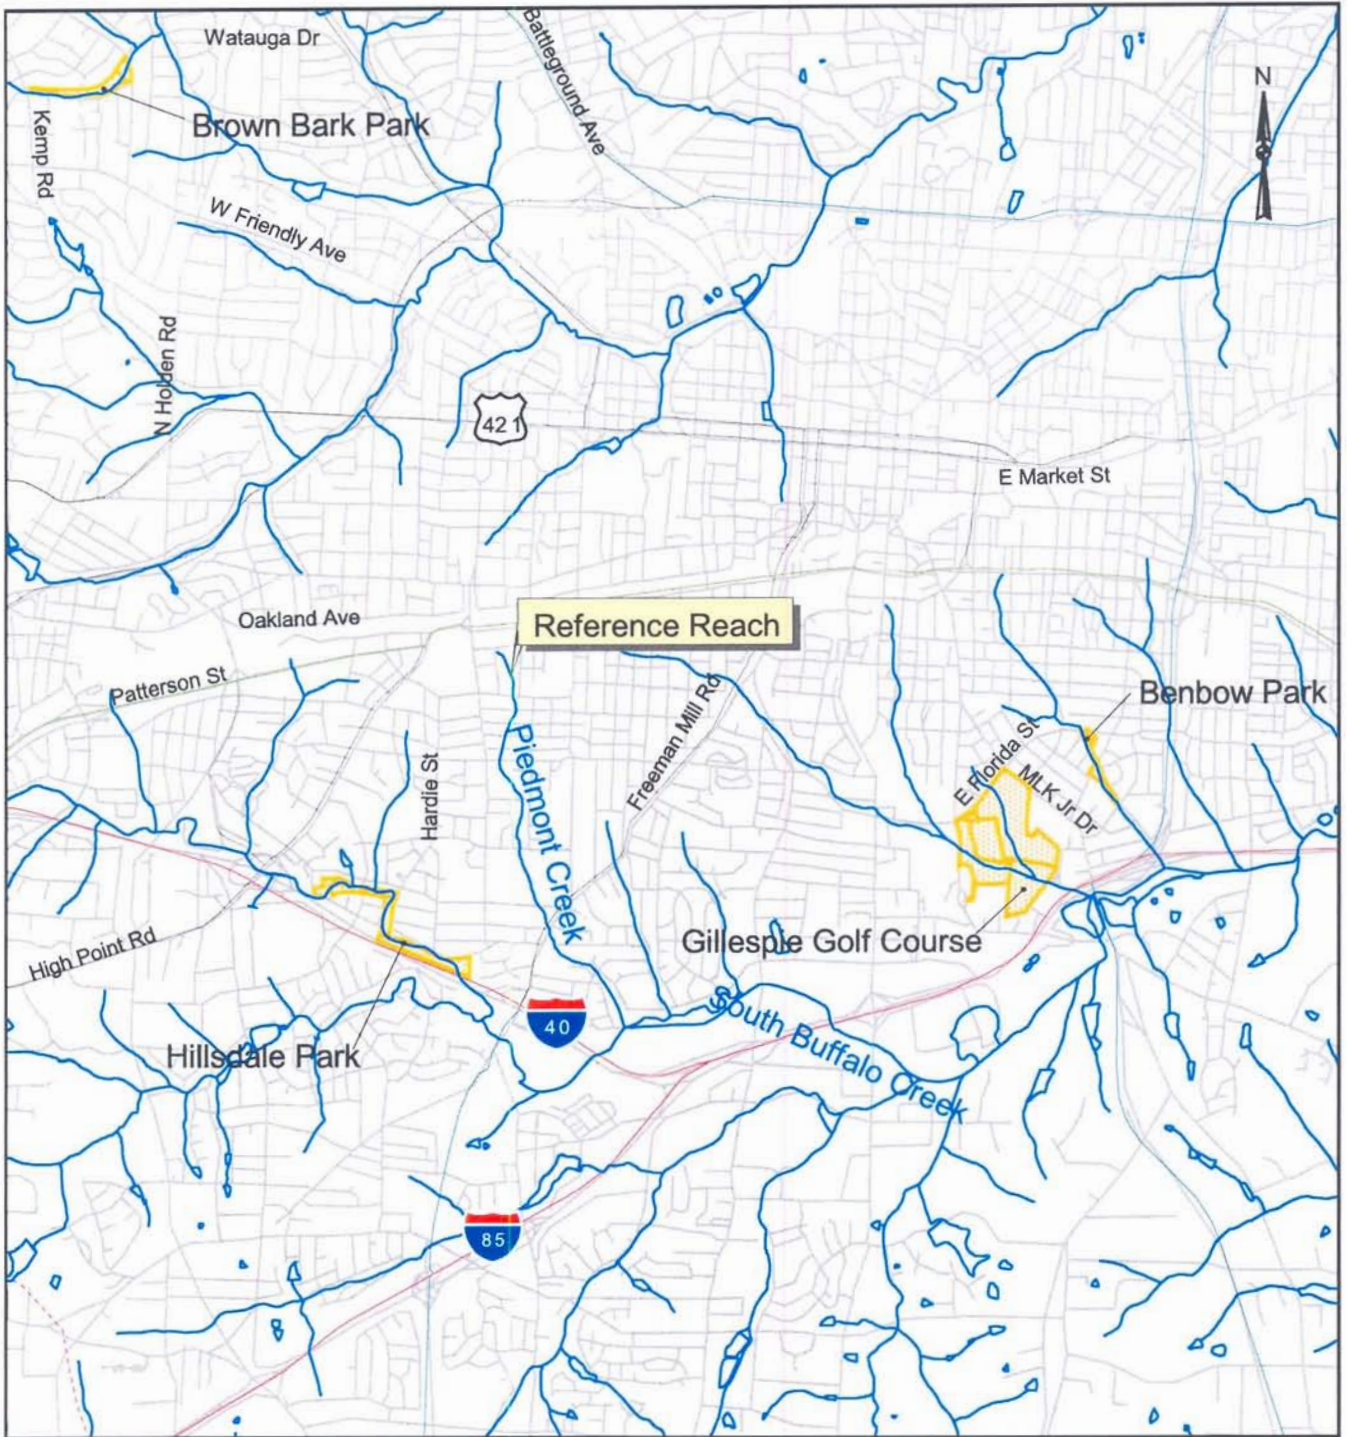 Watauga Dr
Battleground Ave
N
Brown Bark Park
Kemp Rd
W Friendly Ave
N Holden Rd
421
E Market St
Oakland Ave
Reference Reach
Patterson St
Benbow Park
Freeman Mill Rd
Piedmont Creek
E Florida St
MLK Jr Dr
Hardie St
High Point Rd
Gillespie Golf Course
South Buffalo Creek
40
Hillsdale Park
85